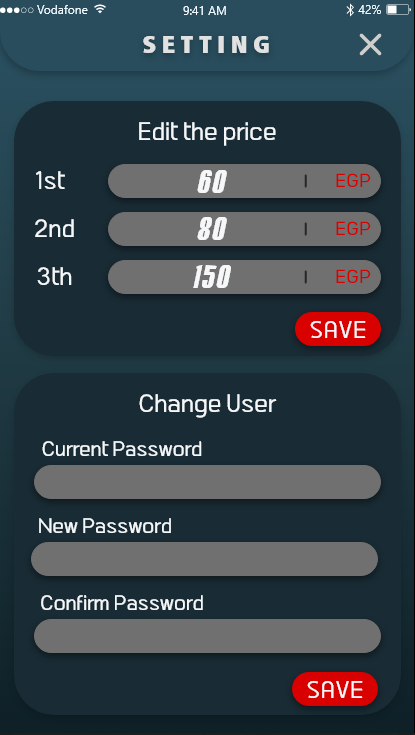 Vodafone 9:41 AM 42%
SETTING
Edit the price
1st 60 | EGP
2nd 80 | EGP
3th 150 | EGP
SAVE
Change User
Current Password
New Password
Confirm Password
SAVE